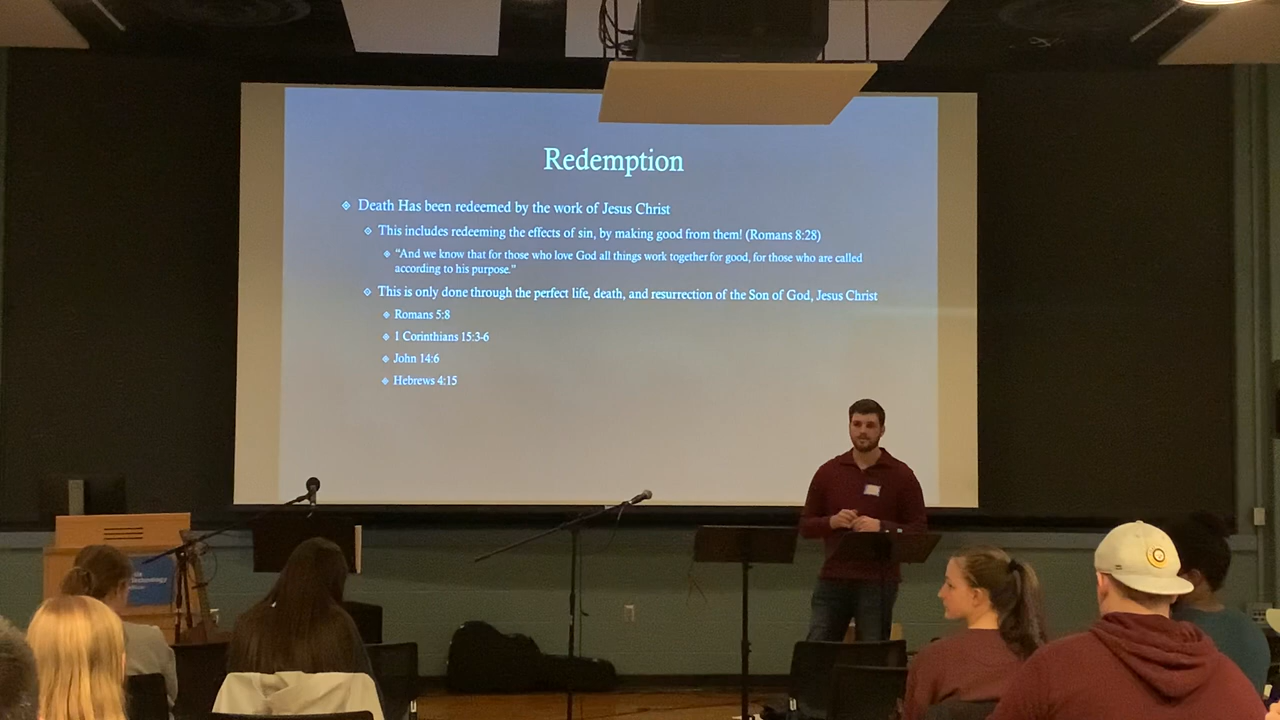 Redemption
Death Has been redeemed by the work of Jesus Christ
This includes redeeming the effects of sin, by making good from them! (Romans 8:28)
“And we know that for those who love God all things work together for good, for those who are called
according to his purpose.”
This is only done through the perfect life, death, and resurrection of the Son of God, Jesus Christ
Romans 5:8
1 Corinthians 15:3-6
John 14:6
Hebrews 4:15